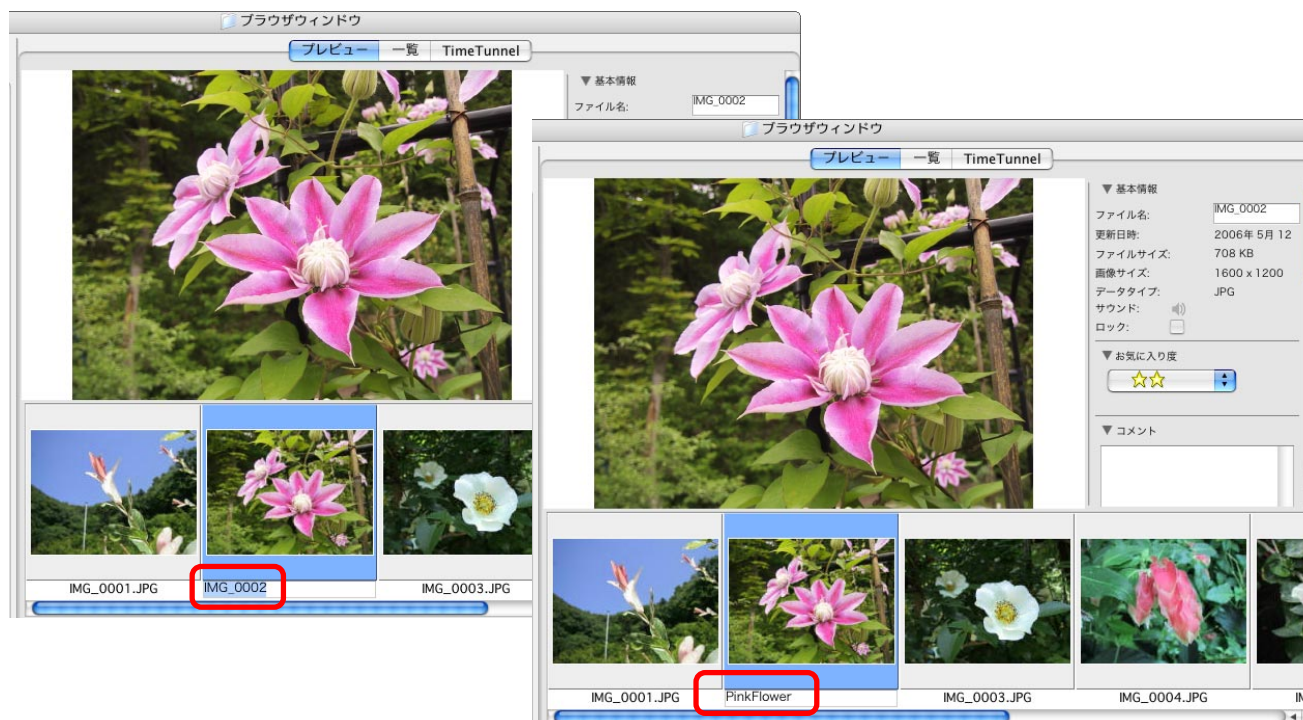 ブラウザウィンドウ
プレビュー 一覧 TimeTunnel
▼ 基本情報
ファイル名: IMG_0002
IMG_0001.JPG IMG_0002 IMG_0003.JPG
ブラウザウィンドウ
プレビュー 一覧 TimeTunnel
▼ 基本情報
ファイル名: IMG_0002
更新日時: 2006年 5月 12
ファイルサイズ: 708 KB
画像サイズ: 1600 x 1200
データタイプ: JPG
サウンド:
ロック:
▼ お気に入り度
▼ コメント
IMG_0001.JPG PinkFlower IMG_0003.JPG IMG_0004.JPG